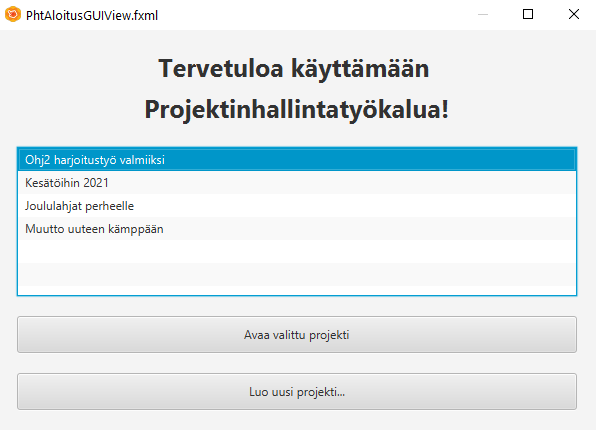 PhtAloitusGUIView.fxml
Tervetuloa käyttämään
Projektinhallintatyökalua!
Ohj2 harjoitustyö valmiiksi
Kesätöihin 2021
Joululahjat perheelle
Muutto uuteen kämppään
Avaa valittu projekti
Luo uusi projekti...